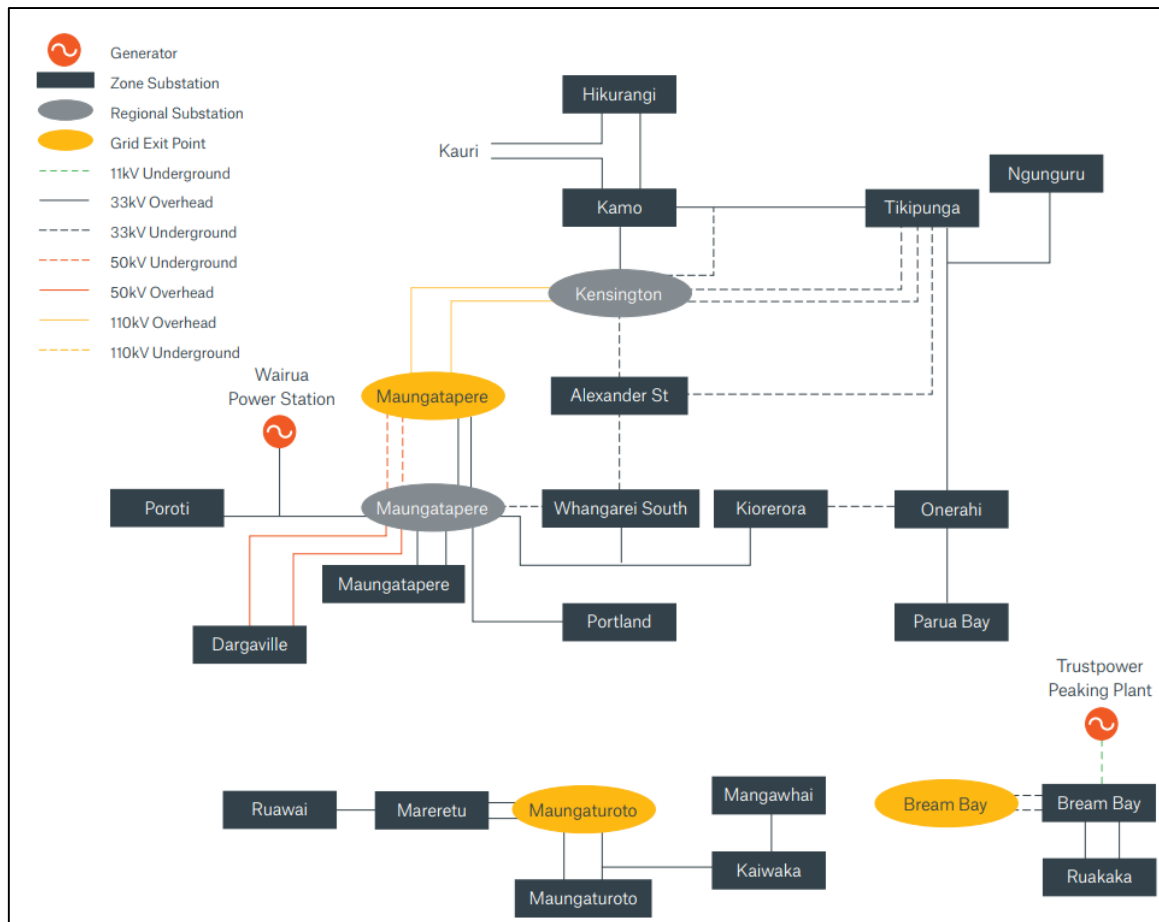 Generator
Zone Substation
Regional Substation
Grid Exit Point
11kV Underground
33kV Overhead
33kV Underground
50kV Underground
50kV Overhead
110kV Overhead
110kV Underground
Hikurangi
Kauri
Ngunguru
Kamo
Tikipunga
Kensington
Wairua
Power Station
Maungatapere
Alexander St
Poroti
Maungatapere
Whangarei South
Kiorerora
Onerahi
Maungatapere
Dargaville
Portland
Parua Bay
Trustpower
Peaking Plant
Ruawai
Mareretu
Maungaturoto
Mangawhai
Bream Bay
Bream Bay
Maungaturoto
Kaiwaka
Ruakaka